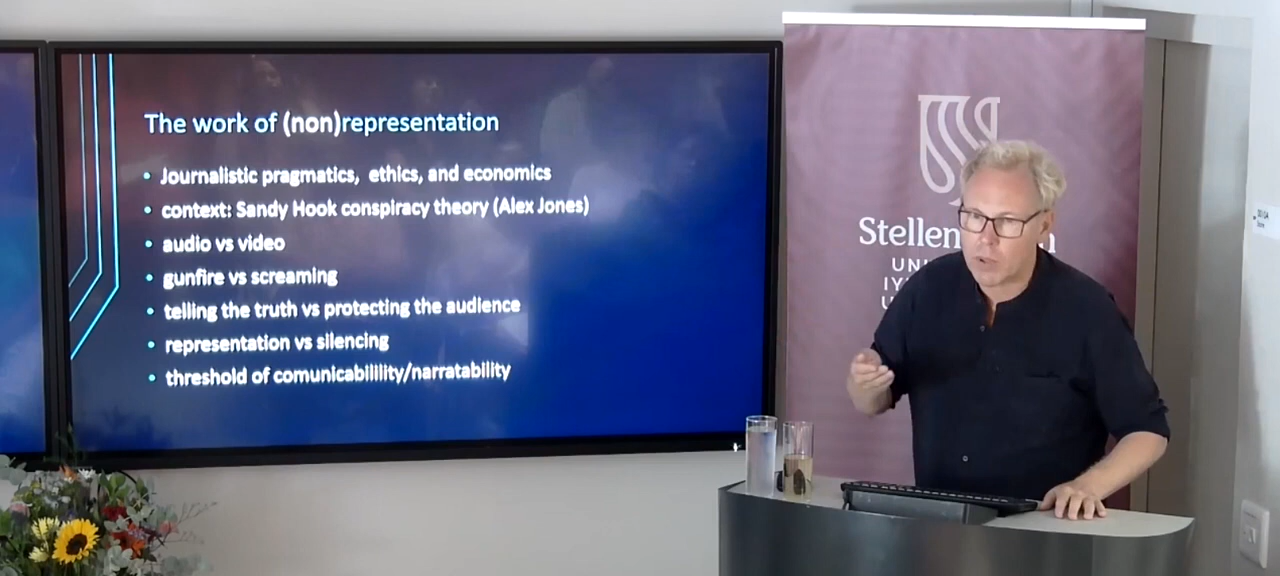 The work of (non)representation
• Journalistic pragmatics, ethics, and economics
• context: Sandy Hook conspiracy theory (Alex Jones)
• audio vs video
• gunfire vs screaming
• telling the truth vs protecting the audience
• representation vs silencing
• threshold of comunicabilility/narratability
Stellen
UNI
IY
U